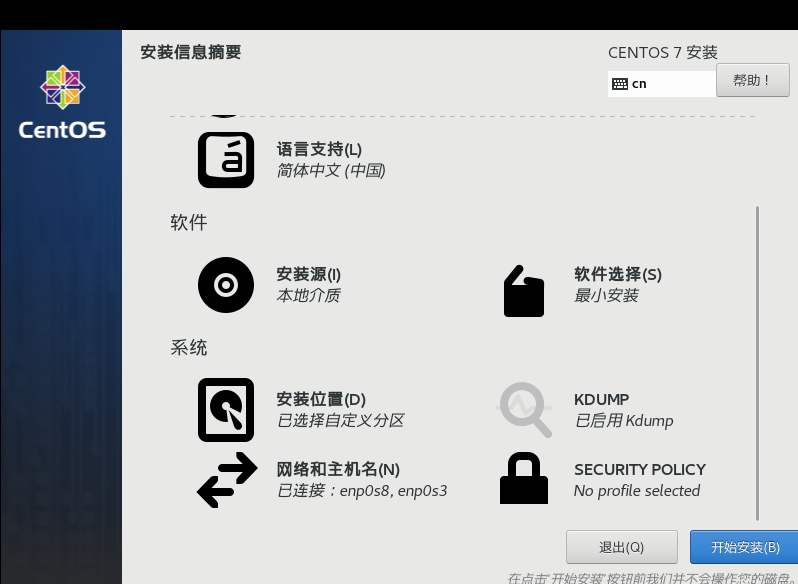 安装信息摘要
CENTOS 7 安装
cn
帮助！
CentOS
语言支持(L)
简体中文 (中国)
软件
安装源(I)
本地介质
软件选择(S)
最小安装
系统
安装位置(D)
已选择自定义分区
KDUMP
已启用 Kdump
网络和主机名(N)
已连接：enp0s8, enp0s3
SECURITY POLICY
No profile selected
退出(Q)
开始安装(B)
在点击'开始安装'按钮前我们并不会操作您的磁盘。